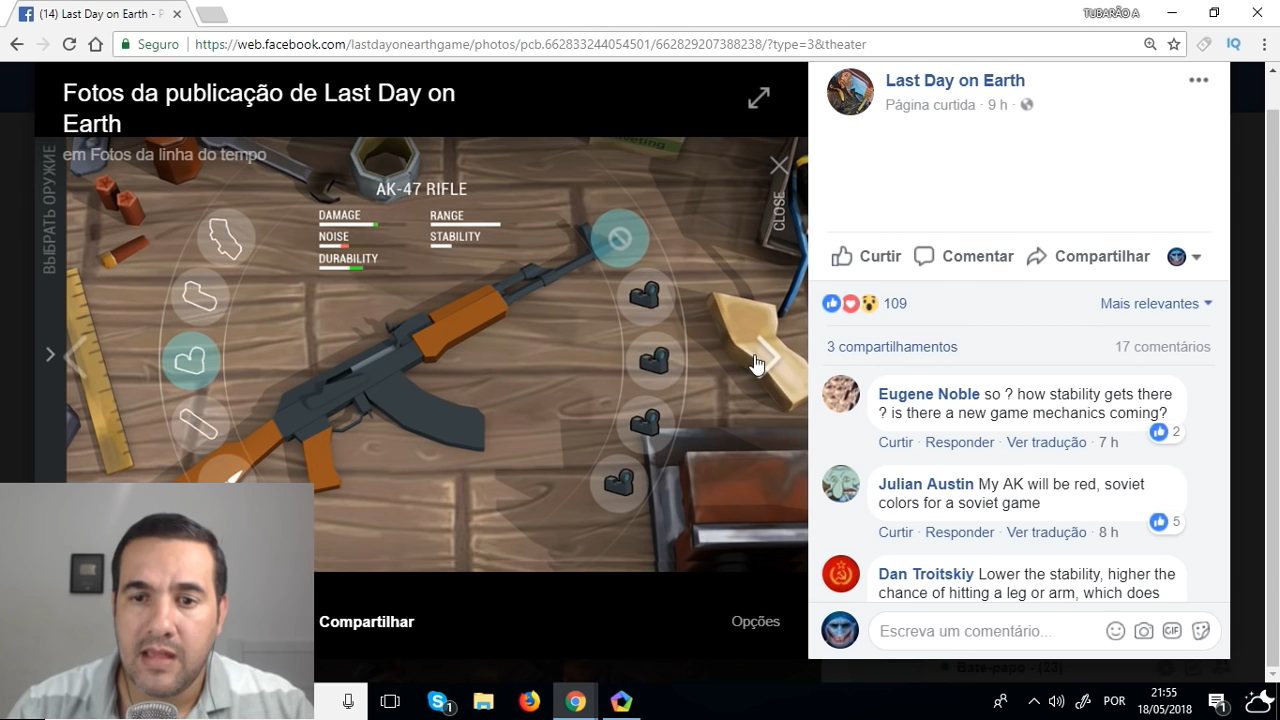 (14) Last Day on Earth - P
TUBARÃO A
Seguro
https://web.facebook.com/lastdayonearthgame/photos/pcb.662833244054501/662829207388238/?type=3&theater
IQ
Fotos da publicação de Last Day on
Earth
em Fotos da linha do tempo
ВЫБРАТЬ ОРУЖИЕ
AK-47 RIFLE
DAMAGE
RANGE
NOISE
STABILITY
DURABILITY
CLOSE
Compartilhar
Opções
Last Day on Earth
Página curtida · 9 h ·
Curtir
Comentar
Compartilhar
109
Mais relevantes
3 compartilhamentos
17 comentários
Eugene Noble so ? how stability gets there
? is there a new game mechanics coming?
2
Curtir · Responder · Ver tradução · 7 h
Julian Austin My AK will be red, soviet
colors for a soviet game
5
Curtir · Responder · Ver tradução · 8 h
Dan Troitskiy Lower the stability, higher the
chance of hitting a leg or arm, which does
Escreva um comentário...
GIF
Bate-papo · (23)
1
POR
21:55
18/05/2018
1